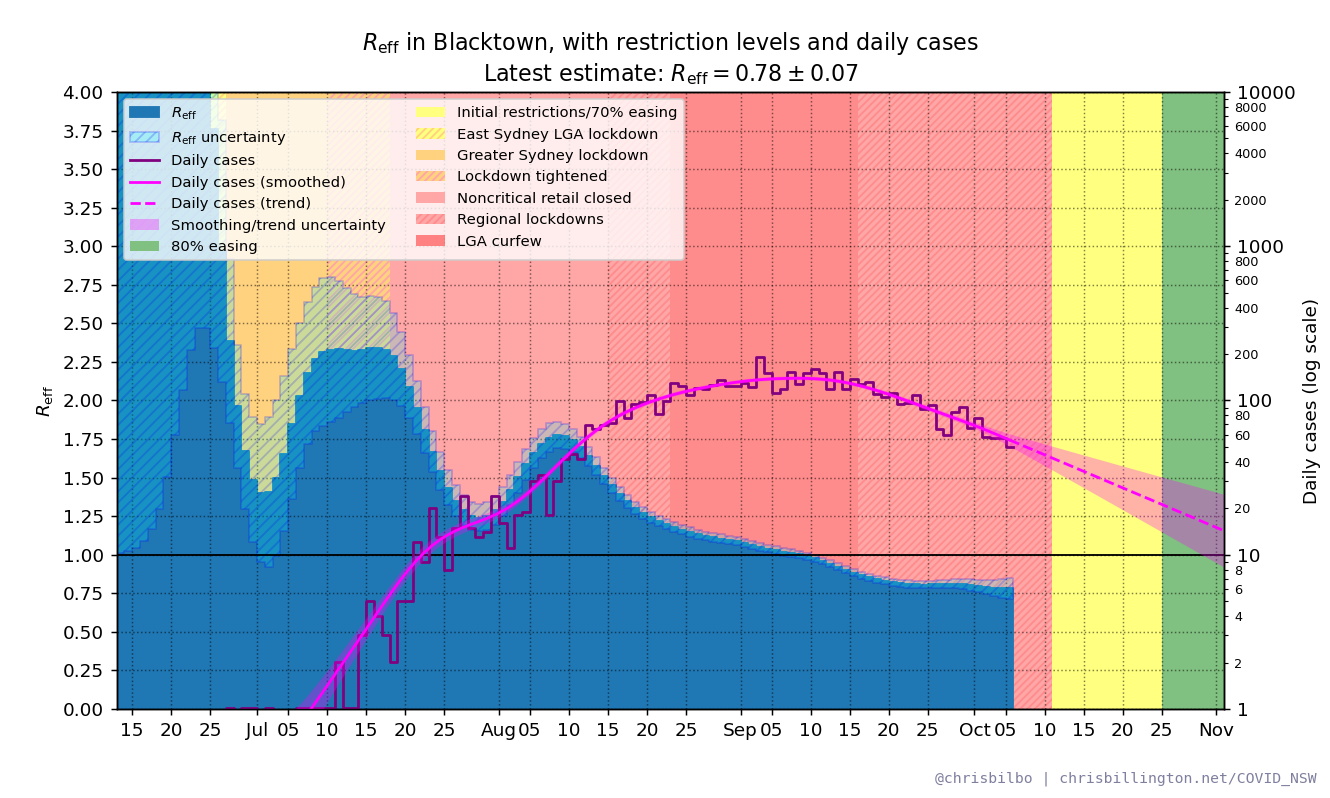 Reff in Blacktown, with restriction levels and daily cases
Latest estimate: Reff = 0.78 ± 0.07
Reff
Reff uncertainty
Daily cases
Daily cases (smoothed)
Daily cases (trend)
Smoothing/trend uncertainty
80% easing
Initial restrictions/70% easing
East Sydney LGA lockdown
Greater Sydney lockdown
Lockdown tightened
Noncritical retail closed
Regional lockdowns
LGA curfew
Reff
4.00
3.75
3.50
3.25
3.00
2.75
2.50
2.25
2.00
1.75
1.50
1.25
1.00
0.75
0.50
0.25
0.00
10000
8000
6000
4000
2000
1000
800
600
400
200
100
80
60
40
20
10
8
6
4
2
1
Daily cases (log scale)
15 20 25 Jul 05 10 15 20 25 Aug 05 10 15 20 25 Sep 05 10 15 20 25 Oct 05 10 15 20 25 Nov
@chrisbilbo | chrisbillington.net/COVID_NSW